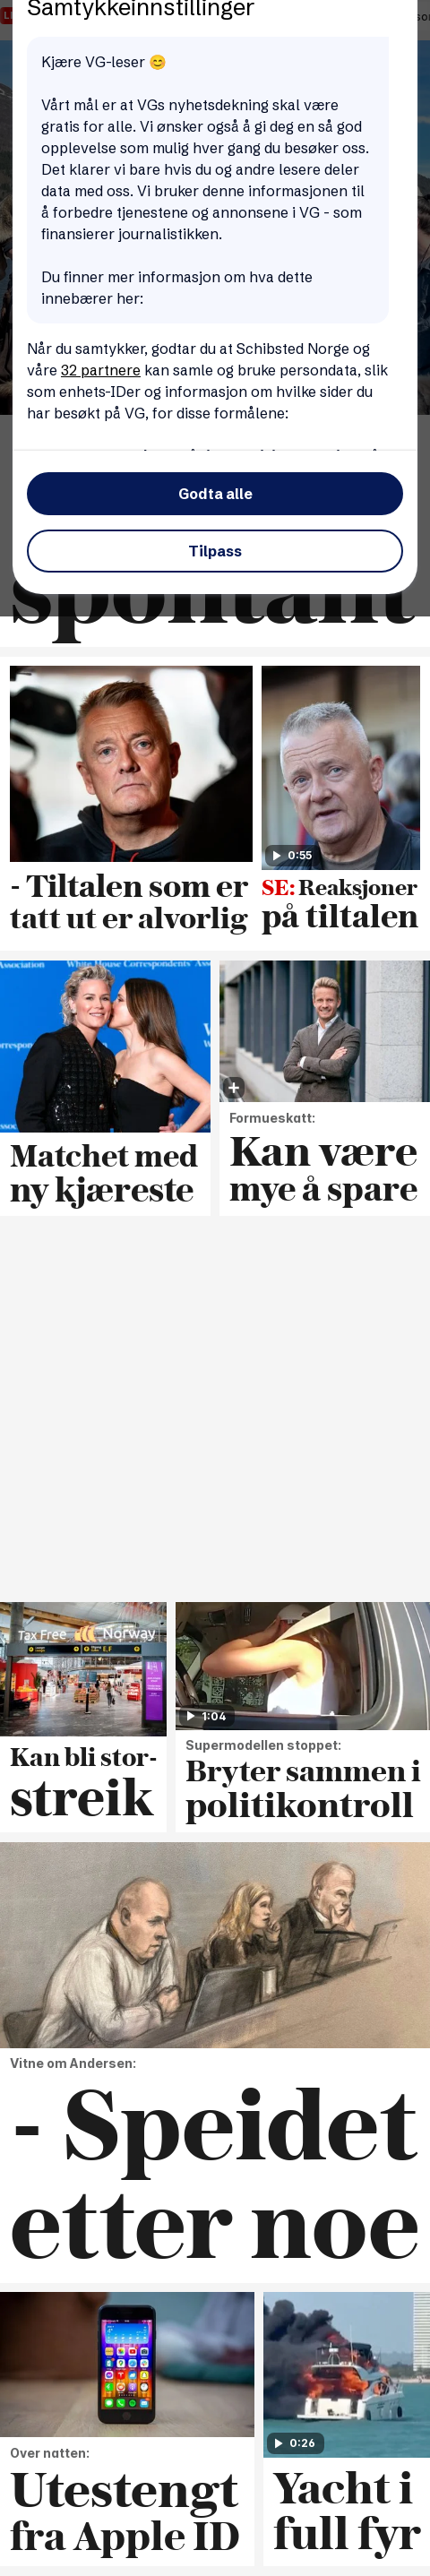 Samtykkeinnstillinger
Kjære VG-leser 😊
Vårt mål er at VGs nyhetsdekning skal være
gratis for alle. Vi ønsker også å gi deg en så god
opplevelse som mulig hver gang du besøker oss.
Det klarer vi bare hvis du og andre lesere deler
data med oss. Vi bruker denne informasjonen til
å forbedre tjenestene og annonsene i VG - som
finansierer journalistikken.
Du finner mer informasjon om hva dette
innebærer her:
Når du samtykker, godtar du at Schibsted Norge og
våre 32 partnere kan samle og bruke persondata, slik
som enhets-IDer og informasjon om hvilke sider du
har besøkt på VG, for disse formålene:
Godta alle
Tilpass
spontant
- Tiltalen som er
tatt ut er alvorlig
0:55
SE: Reaksjoner
på tiltalen
Association White House Correspondents' Asso
Matchet med
ny kjæreste
Formueskatt:
Kan være
mye å spare
Tax Free Norway
Kan bli stor-
streik
1:04
Supermodellen stoppet:
Bryter sammen i
politikontroll
Vitne om Andersen:
- Speidet
etter noe
Over natten:
Utestengt
fra Apple ID
0:26
Yacht i
full fyr